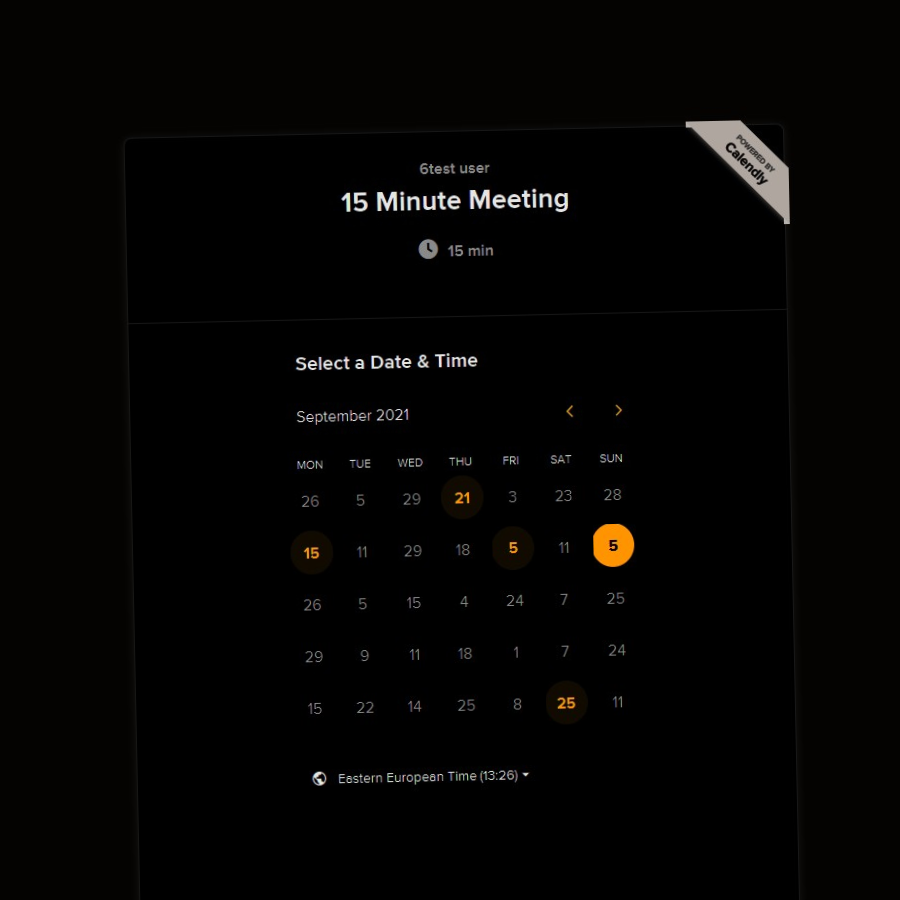 POWERED BY
Calendly
6test user
15 Minute Meeting
15 min
Select a Date & Time
September 2021
MON TUE WED THU FRI SAT SUN
26 5 29 21 3 23 28
15 11 29 18 5 11 5
26 5 15 4 24 7 25
29 9 11 18 1 7 24
15 22 14 25 8 25 11
Eastern European Time (13:26)